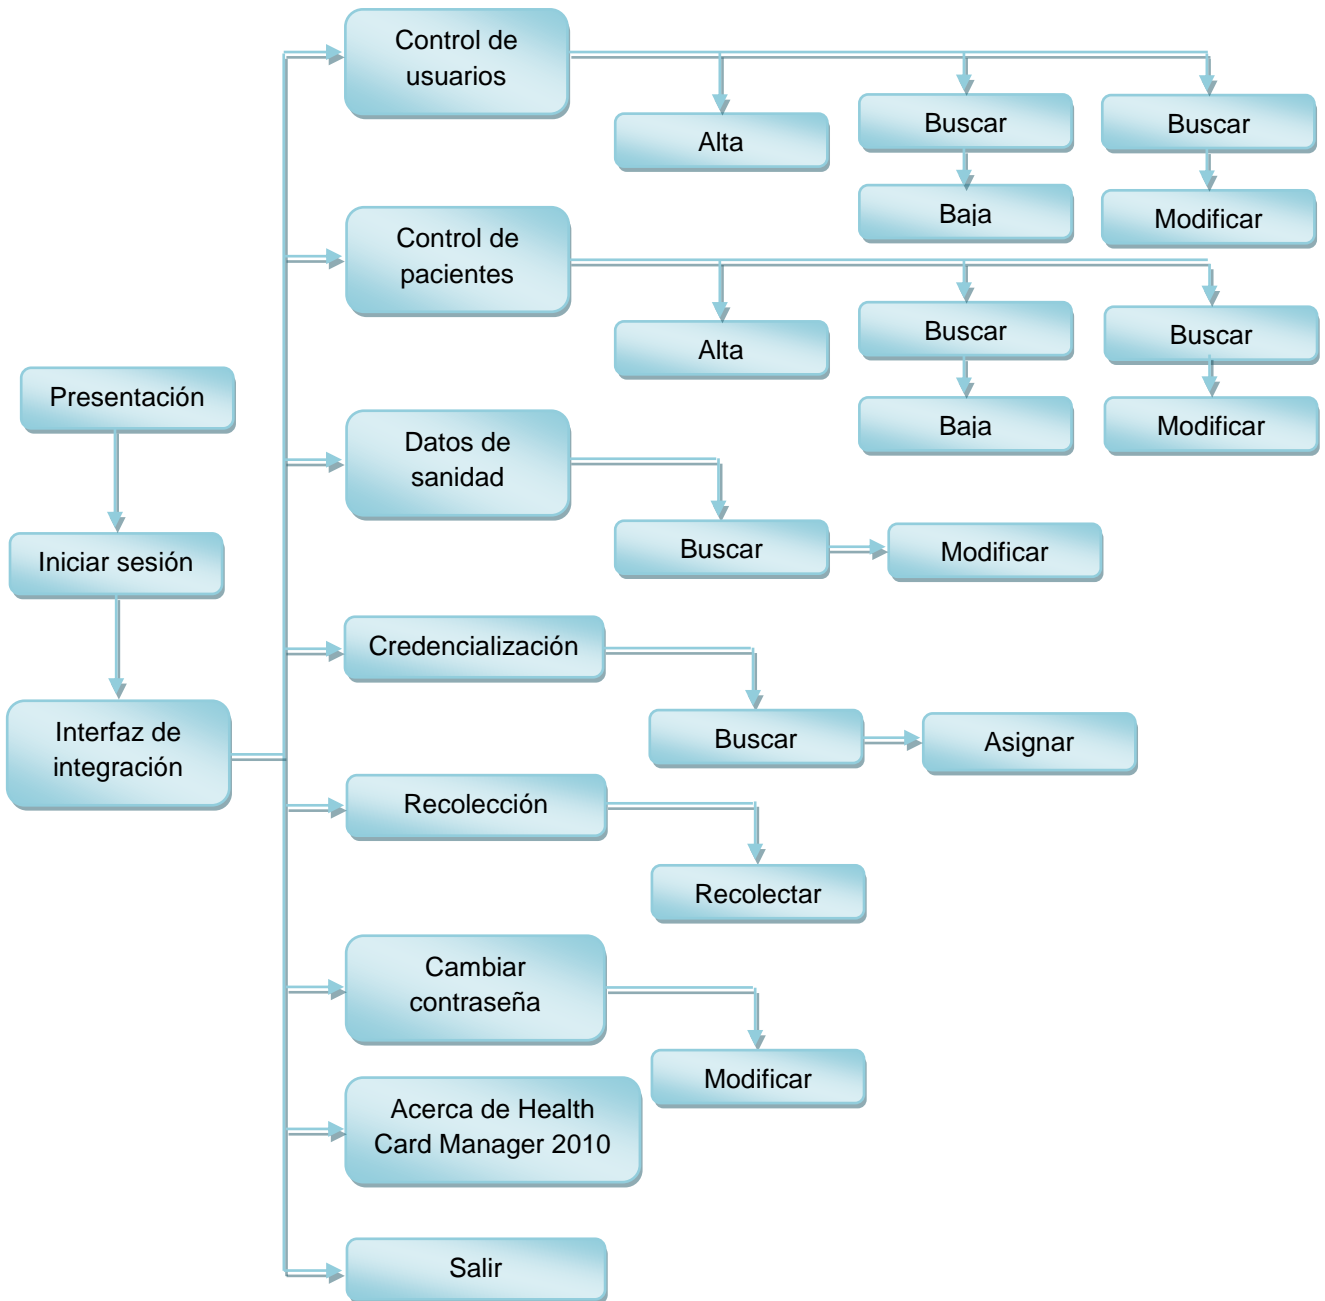 Control de
usuarios
Alta
Buscar
Buscar
Baja
Modificar
Control de
pacientes
Alta
Buscar
Buscar
Baja
Modificar
Presentación
Iniciar sesión
Interfaz de
integración
Datos de
sanidad
Buscar
Modificar
Credencialización
Buscar
Asignar
Recolección
Recolectar
Cambiar
contraseña
Modificar
Acerca de Health
Card Manager 2010
Salir